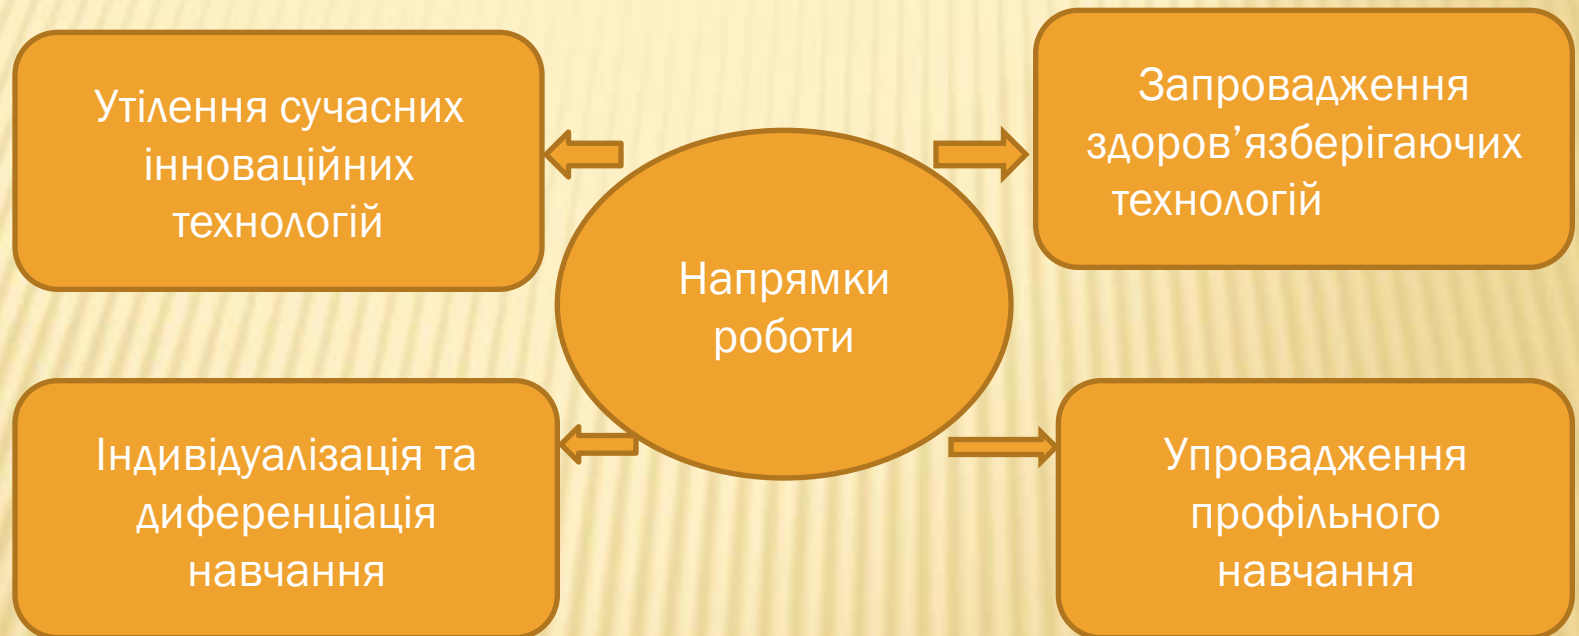 Утілення сучасних
інноваційних
технологій
Запровадження
здоров’язберігаючих
технологій
Напрямки
роботи
Індивідуалізація та
диференціація
навчання
Упровадження
профільного
навчання